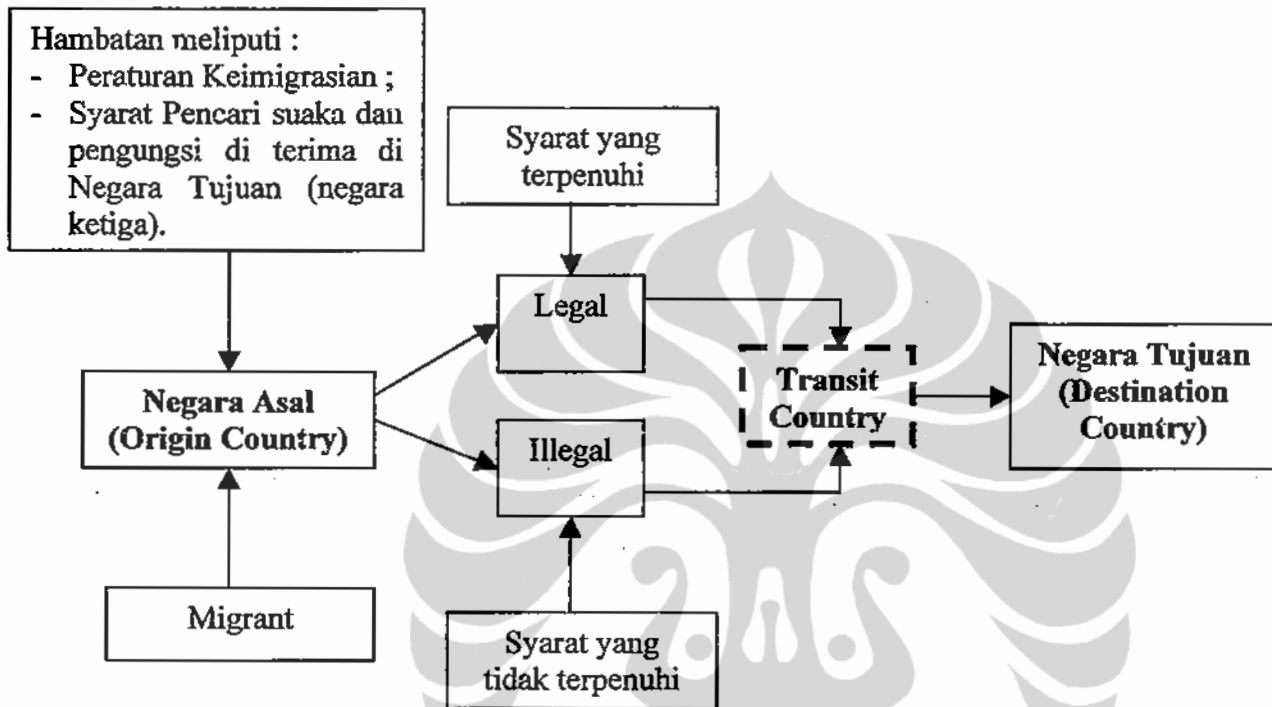 Hambatan meliputi :
- Peraturan Keimigrasian ;
- Syarat Pencari suaka dan
pengungsi di terima di
Negara Tujuan (negara
ketiga).
Syarat yang
terpenuhi
Legal
Negara Asal
(Origin Country)
Transit
Country
Negara Tujuan
(Destination
Country)
Illegal
Migrant
Syarat yang
tidak terpenuhi